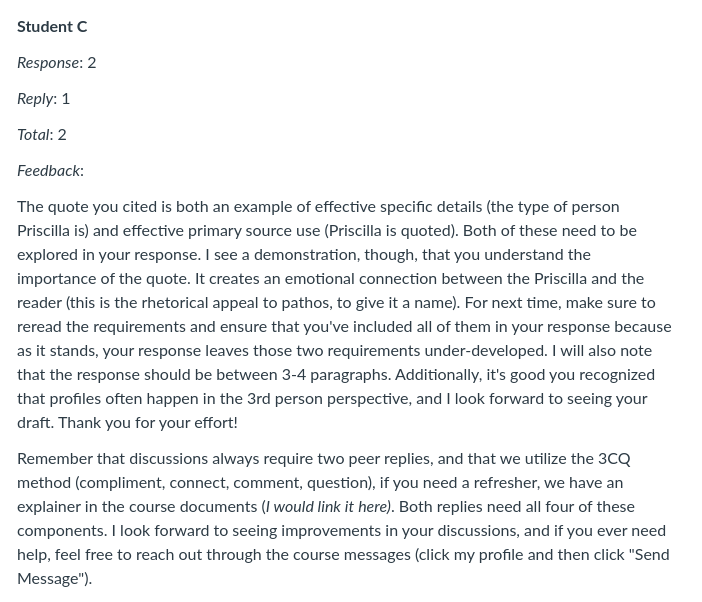 Student C
Response: 2
Reply: 1
Total: 2
Feedback:
The quote you cited is both an example of effective specific details (the type of person
Priscilla is) and effective primary source use (Priscilla is quoted). Both of these need to be
explored in your response. I see a demonstration, though, that you understand the
importance of the quote. It creates an emotional connection between the Priscilla and the
reader (this is the rhetorical appeal to pathos, to give it a name). For next time, make sure to
reread the requirements and ensure that you've included all of them in your response because
as it stands, your response leaves those two requirements under-developed. I will also note
that the response should be between 3-4 paragraphs. Additionally, it's good you recognized
that profiles often happen in the 3rd person perspective, and I look forward to seeing your
draft. Thank you for your effort!
Remember that discussions always require two peer replies, and that we utilize the 3CQ
method (compliment, connect, comment, question), if you need a refresher, we have an
explainer in the course documents (I would link it here). Both replies need all four of these
components. I look forward to seeing improvements in your discussions, and if you ever need
help, feel free to reach out through the course messages (click my profile and then click "Send
Message").